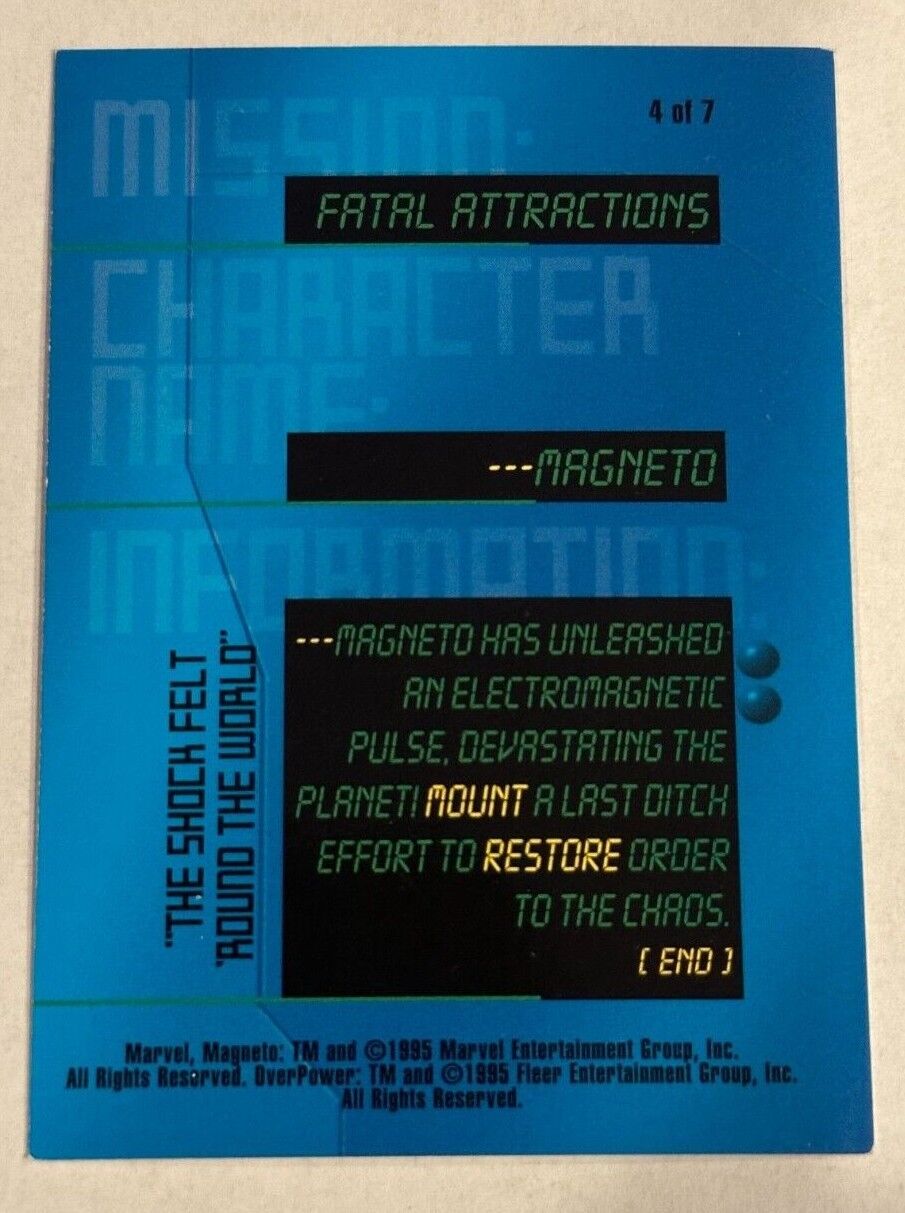 4 of 7
MISSION:
FATAL ATTRACTIONS
CHARACTER
NAME:
---MAGNETO
INFORMATION:
"THE SHOCK FELT
'ROUND THE WORLD"
---MAGNETO HAS UNLEASHED
AN ELECTROMAGNETIC
PULSE, DEVASTATING THE
PLANET! MOUNT A LAST DITCH
EFFORT TO RESTORE ORDER
TO THE CHAOS.
[ END ]
Marvel, Magneto: TM and ©1995 Marvel Entertainment Group, Inc.
All Rights Reserved. OverPower: TM and ©1995 Fleer Entertainment Group, Inc.
All Rights Reserved.